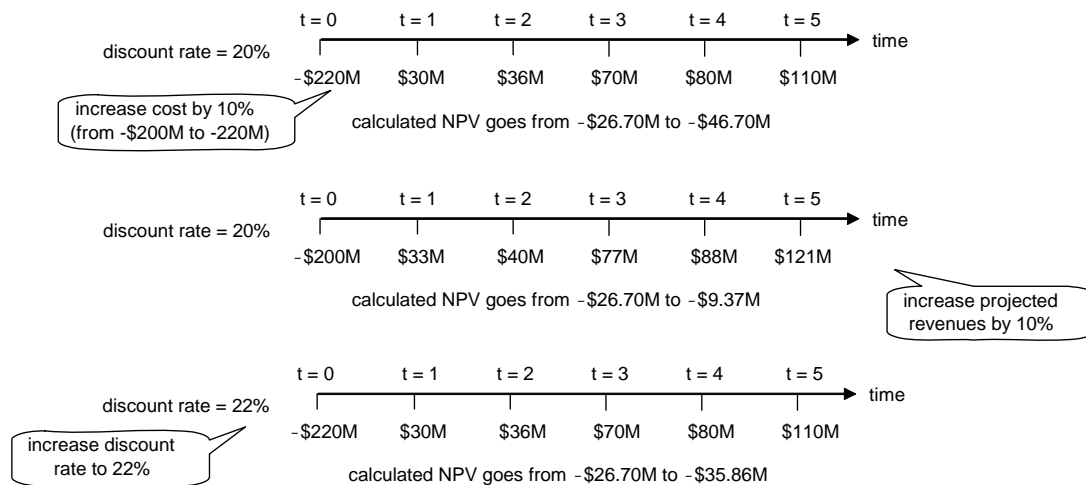 t = 0 t = 1 t = 2 t = 3 t = 4 t = 5
discount rate = 20% time
-$220M $30M $36M $70M $80M $110M
increase cost by 10%
(from -$200M to -220M)
calculated NPV goes from -$26.70M to -$46.70M
t = 0 t = 1 t = 2 t = 3 t = 4 t = 5
discount rate = 20% time
-$200M $33M $40M $77M $88M $121M
calculated NPV goes from -$26.70M to -$9.37M
increase projected
revenues by 10%
t = 0 t = 1 t = 2 t = 3 t = 4 t = 5
discount rate = 22% time
-$220M $30M $36M $70M $80M $110M
increase discount
rate to 22%
calculated NPV goes from -$26.70M to -$35.86M